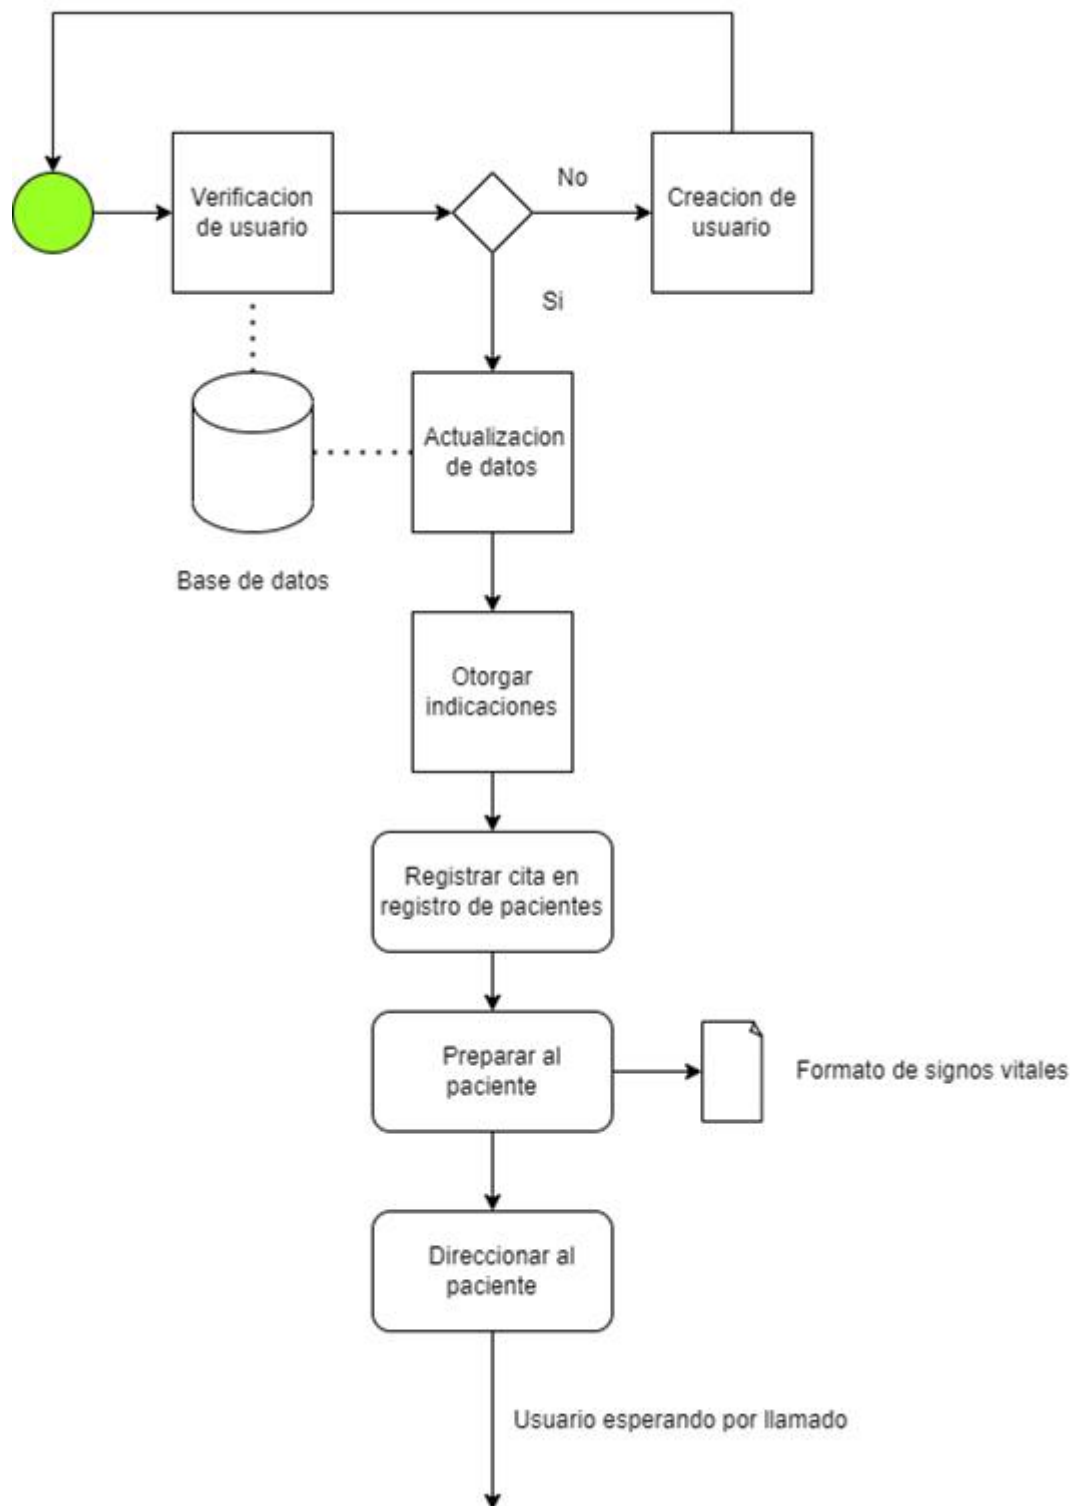 Verificacion
de usuario
No
Creacion de
usuario
Si
Actualizacion
de datos
Base de datos
Otorgar
indicaciones
Registrar cita en
registro de pacientes
Preparar al
paciente
Formato de signos vitales
Direccionar al
paciente
Usuario esperando por llamado